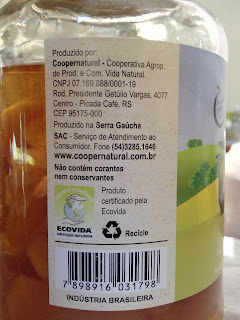 Produzido por:
Coopernatural - Cooperativa Agrop.
de Prod. e Com. Vida Natural
CNPJ 07.169.088/0001-19
Rod. Presidente Getúlio Vargas, 4077
Centro - Picada Café, RS
CEP 95175-000
Produzido na Serra Gaúcha
SAC - Serviço de Atendimento ao
Consumidor. Fone (54)3285.1646
www.coopernatural.com.br
Não contém corantes
nem conservantes
ECOVIDA
CERTIFICAÇÃO PARTICIPATIVA
Produto
certificado pela
Ecovida
Recicle
7 898916 031798
INDÚSTRIA BRASILEIRA